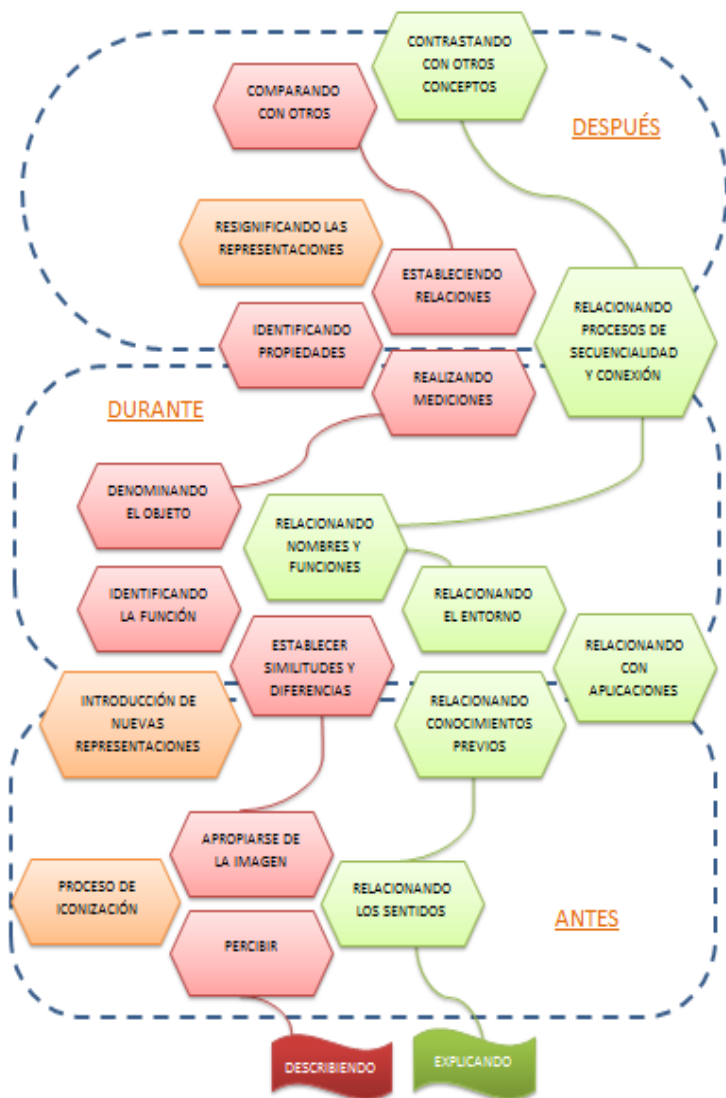 CONTRASTANDO
CON OTROS
CONCEPTOS
COMPARANDO
CON OTROS
DESPUÉS
RESIGNIFICANDO LAS
REPRESENTACIONES
ESTABLECIENDO
RELACIONES
RELACIONANDO
PROCESOS DE
SECUENCIALIDAD
Y CONEXIÓN
IDENTIFICANDO
PROPIEDADES
REALIZANDO
MEDICIONES
DURANTE
DENOMINANDO
EL OBJETO
RELACIONANDO
NOMBRES Y
FUNCIONES
IDENTIFICANDO
LA FUNCIÓN
RELACIONANDO
EL ENTORNO
ESTABLECER
SIMILITUDES Y
DIFERENCIAS
RELACIONANDO
CON
APLICACIONES
INTRODUCCIÓN DE
NUEVAS
REPRESENTACIONES
RELACIONANDO
CONOCIMIENTOS
PREVIOS
APROPIARSE DE
LA IMAGEN
PROCESO DE
ICONIZACIÓN
RELACIONANDO
LOS SENTIDOS
ANTES
PERCIBIR
DESCRIBIENDO
EXPLICANDO